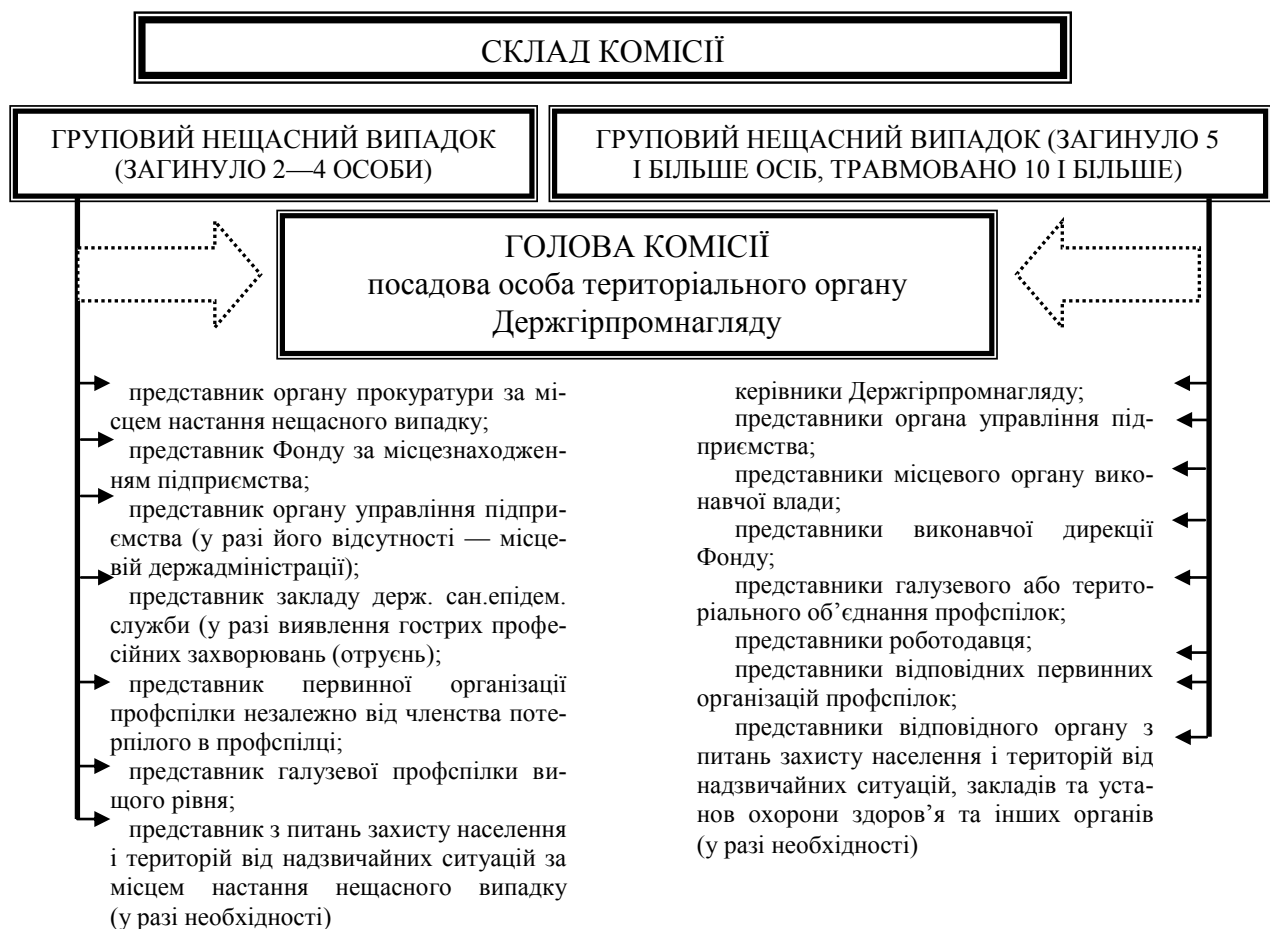 СКЛАД КОМІСІЇ
ГРУПОВИЙ НЕЩАСНИЙ ВИПАДОК
(ЗАГИНУЛО 2—4 ОСОБИ)
ГРУПОВИЙ НЕЩАСНИЙ ВИПАДОК (ЗАГИНУЛО 5
І БІЛЬШЕ ОСІБ, ТРАВМОВАНО 10 І БІЛЬШЕ)
ГОЛОВА КОМІСІЇ
посадова особа територіального органу
Держгірпромнагляду
представник органу прокуратури за мі-
сцем настання нещасного випадку;
представник Фонду за місцезнаходжен-
ням підприємства;
представник органу управління підпри-
ємства (у разі його відсутності — місце-
вій держадміністрації);
представник закладу держ. сан.епідем.
служби (у разі виявлення гострих профе-
сійних захворювань (отруєнь);
представник первинної організації
профспілки незалежно від членства поте-
рпілого в профспілці;
представник галузевої профспілки ви-
щого рівня;
представник з питань захисту населення
і територій від надзвичайних ситуацій за
місцем настання нещасного випадку
(у разі необхідності)
керівники Держгірпромнагляду;
представники органа управління під-
приємства;
представники місцевого органу вико-
навчої влади;
представники виконавчої дирекції
Фонду;
представники галузевого або терито-
ріального об’єднання профспілок;
представники роботодавця;
представники відповідних первинних
організацій профспілок;
представники відповідного органу з
питань захисту населення і територій від
надзвичайних ситуацій, закладів та уста-
нов охорони здоров’я та інших органів
(у разі необхідності)